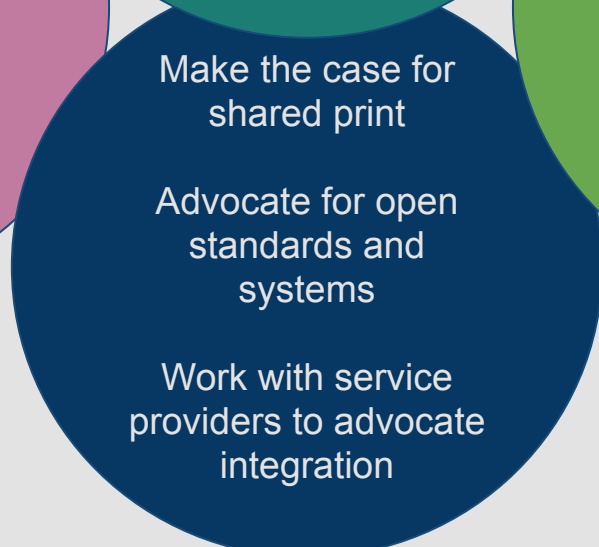 Make the case for
shared print
Advocate for open
standards and
systems
Work with service
providers to advocate
integration